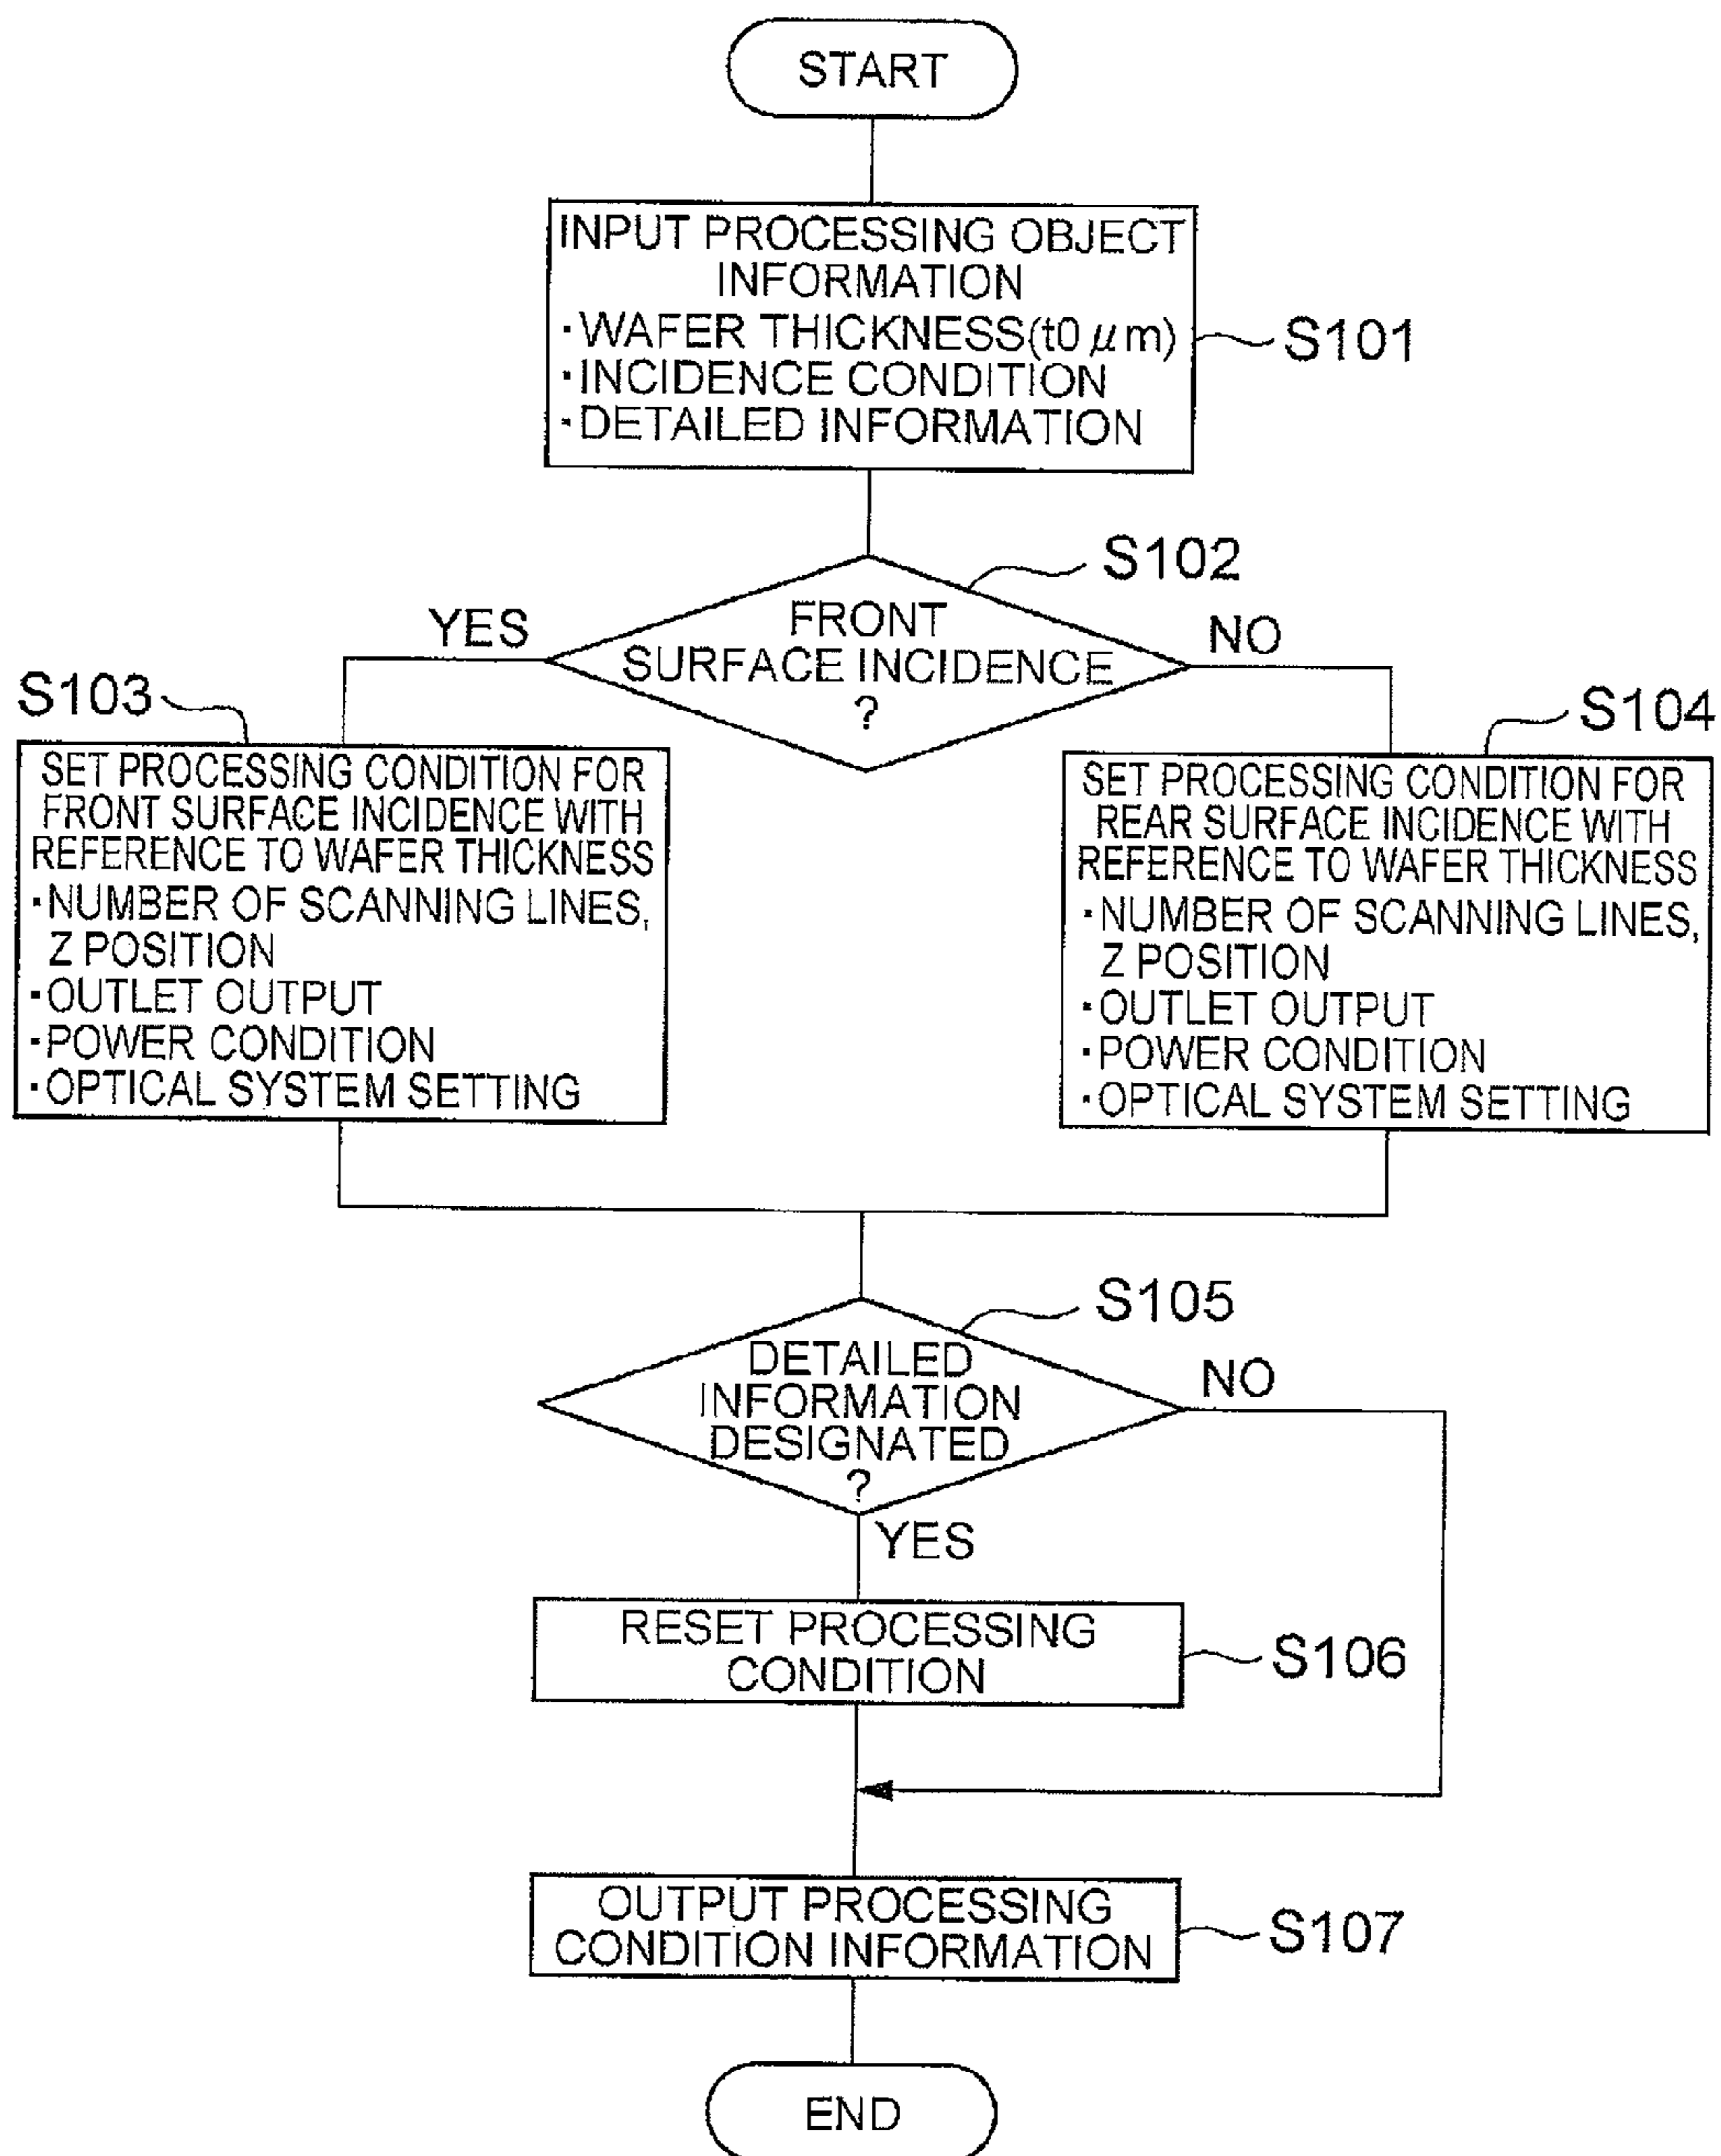 START
INPUT PROCESSING OBJECT
INFORMATION
・WAFER THICKNESS(t0 μm)
・INCIDENCE CONDITION
・DETAILED INFORMATION
S101
S102
FRONT
SURFACE INCIDENCE
?
YES
NO
S103
SET PROCESSING CONDITION FOR
FRONT SURFACE INCIDENCE WITH
REFERENCE TO WAFER THICKNESS
・NUMBER OF SCANNING LINES,
Z POSITION
・OUTLET OUTPUT
・POWER CONDITION
・OPTICAL SYSTEM SETTING
S104
SET PROCESSING CONDITION FOR
REAR SURFACE INCIDENCE WITH
REFERENCE TO WAFER THICKNESS
・NUMBER OF SCANNING LINES,
Z POSITION
・OUTLET OUTPUT
・POWER CONDITION
・OPTICAL SYSTEM SETTING
S105
DETAILED
INFORMATION
DESIGNATED
?
NO
YES
RESET PROCESSING
CONDITION
S106
OUTPUT PROCESSING
CONDITION INFORMATION
S107
END